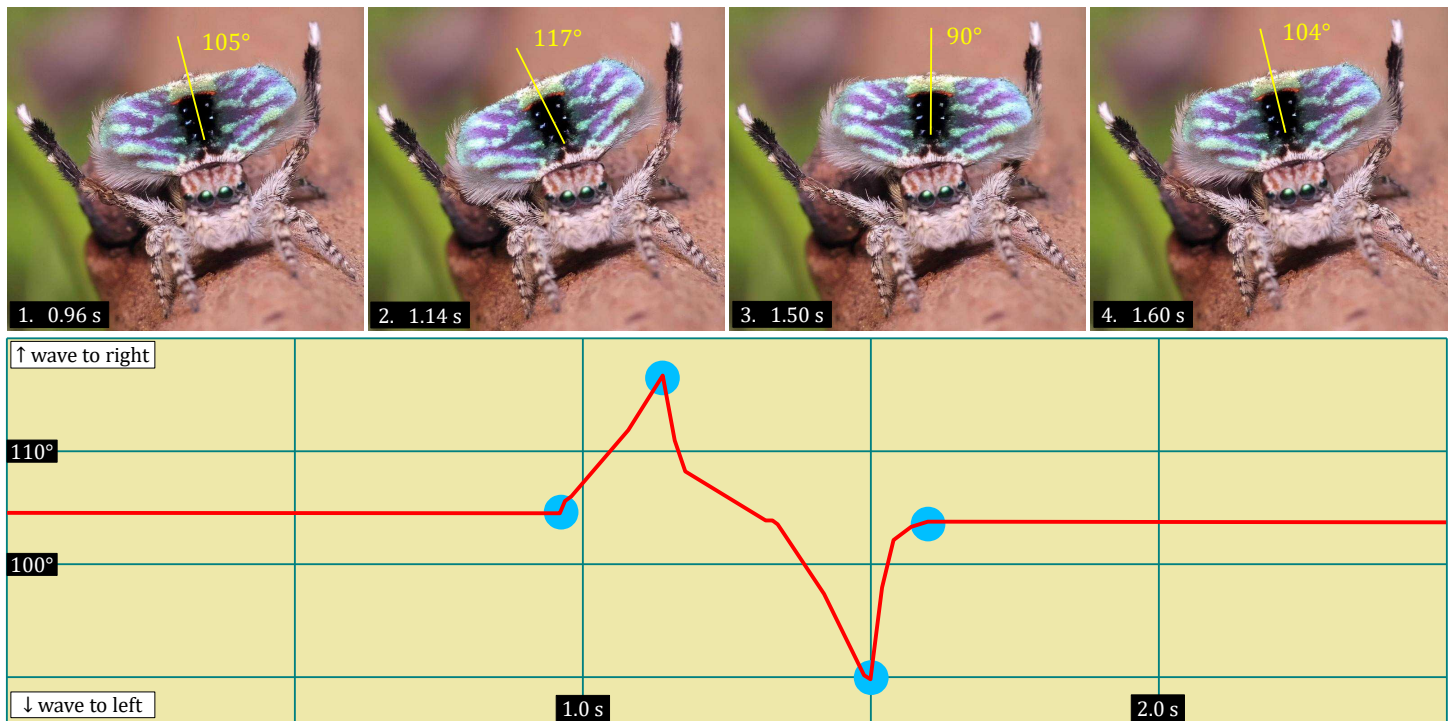 105°
117°
90°
104°
1. 0.96 s
2. 1.14 s
3. 1.50 s
4. 1.60 s
↑ wave to right
110°
100°
↓ wave to left
1.0 s
2.0 s